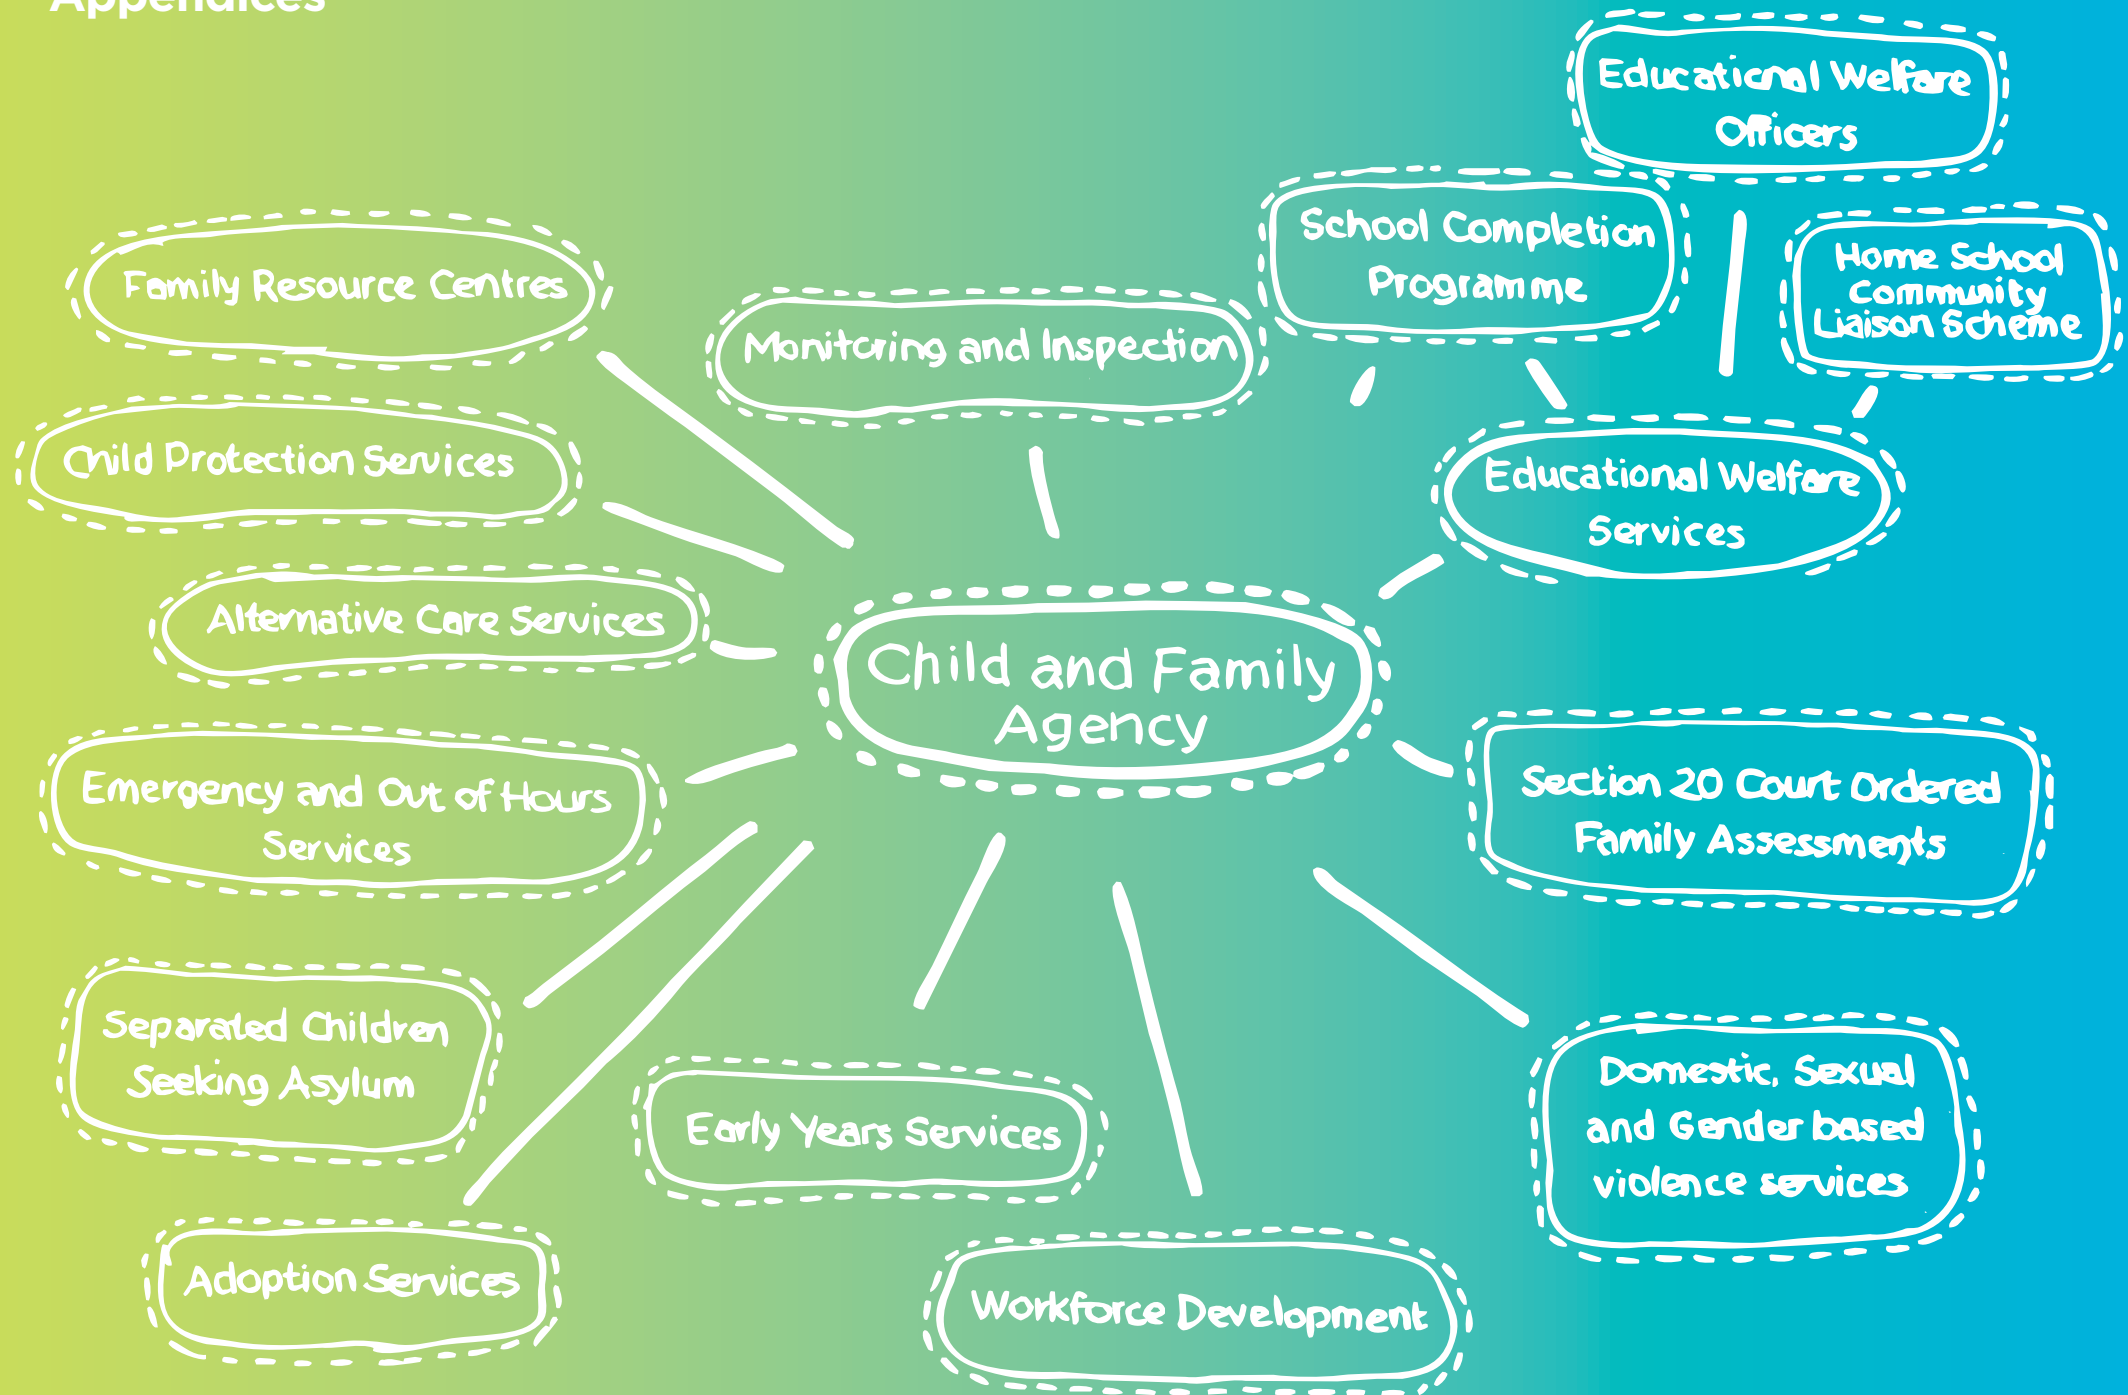 Appendices
Educational Welfare
Officers
School Completion
Programme
Home School
Community
Liaison Scheme
Family Resource Centres
Monitoring and Inspection
Child Protection Services
Educational Welfare
Services
Alternative Care Services
Child and Family
Agency
Emergency and Out of Hours
Services
Section 20 Court Ordered
Family Assessments
Separated Children
Seeking Asylum
Early Years Services
Domestic, Sexual
and Gender based
violence services
Adoption Services
Workforce Development